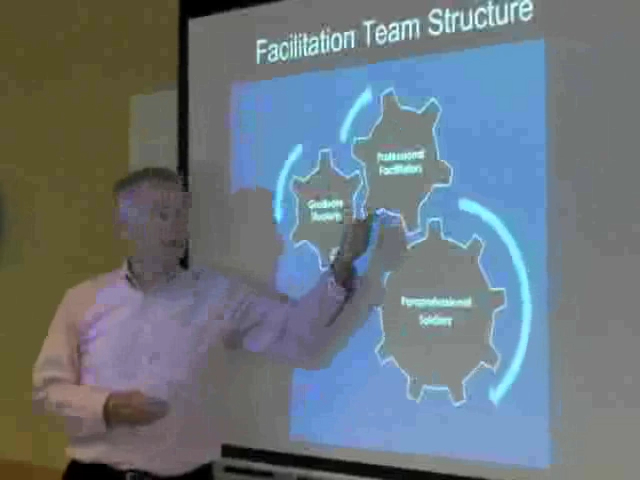 Facilitation Team Structure
Professional
Facilitators
Graduate
Students
Paraprofessional
Soldiers